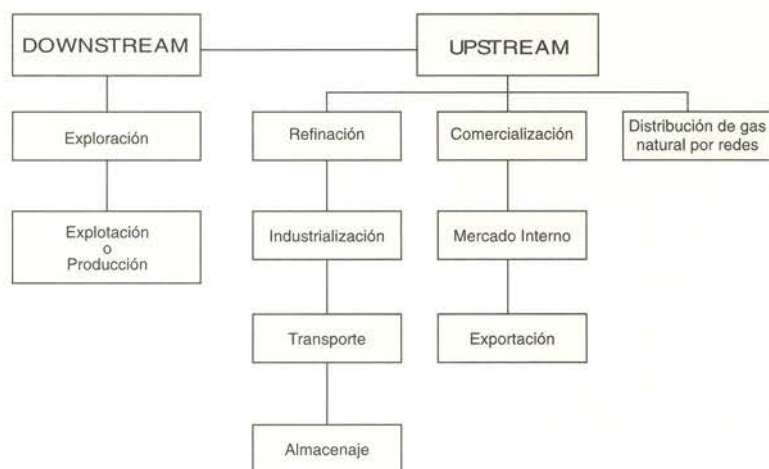 DOWNSTREAM
UPSTREAM
Exploración
Refinación
Comercialización
Distribución de gas
natural por redes
Explotación
o
Producción
Industrialización
Mercado Interno
Transporte
Exportación
Almacenaje